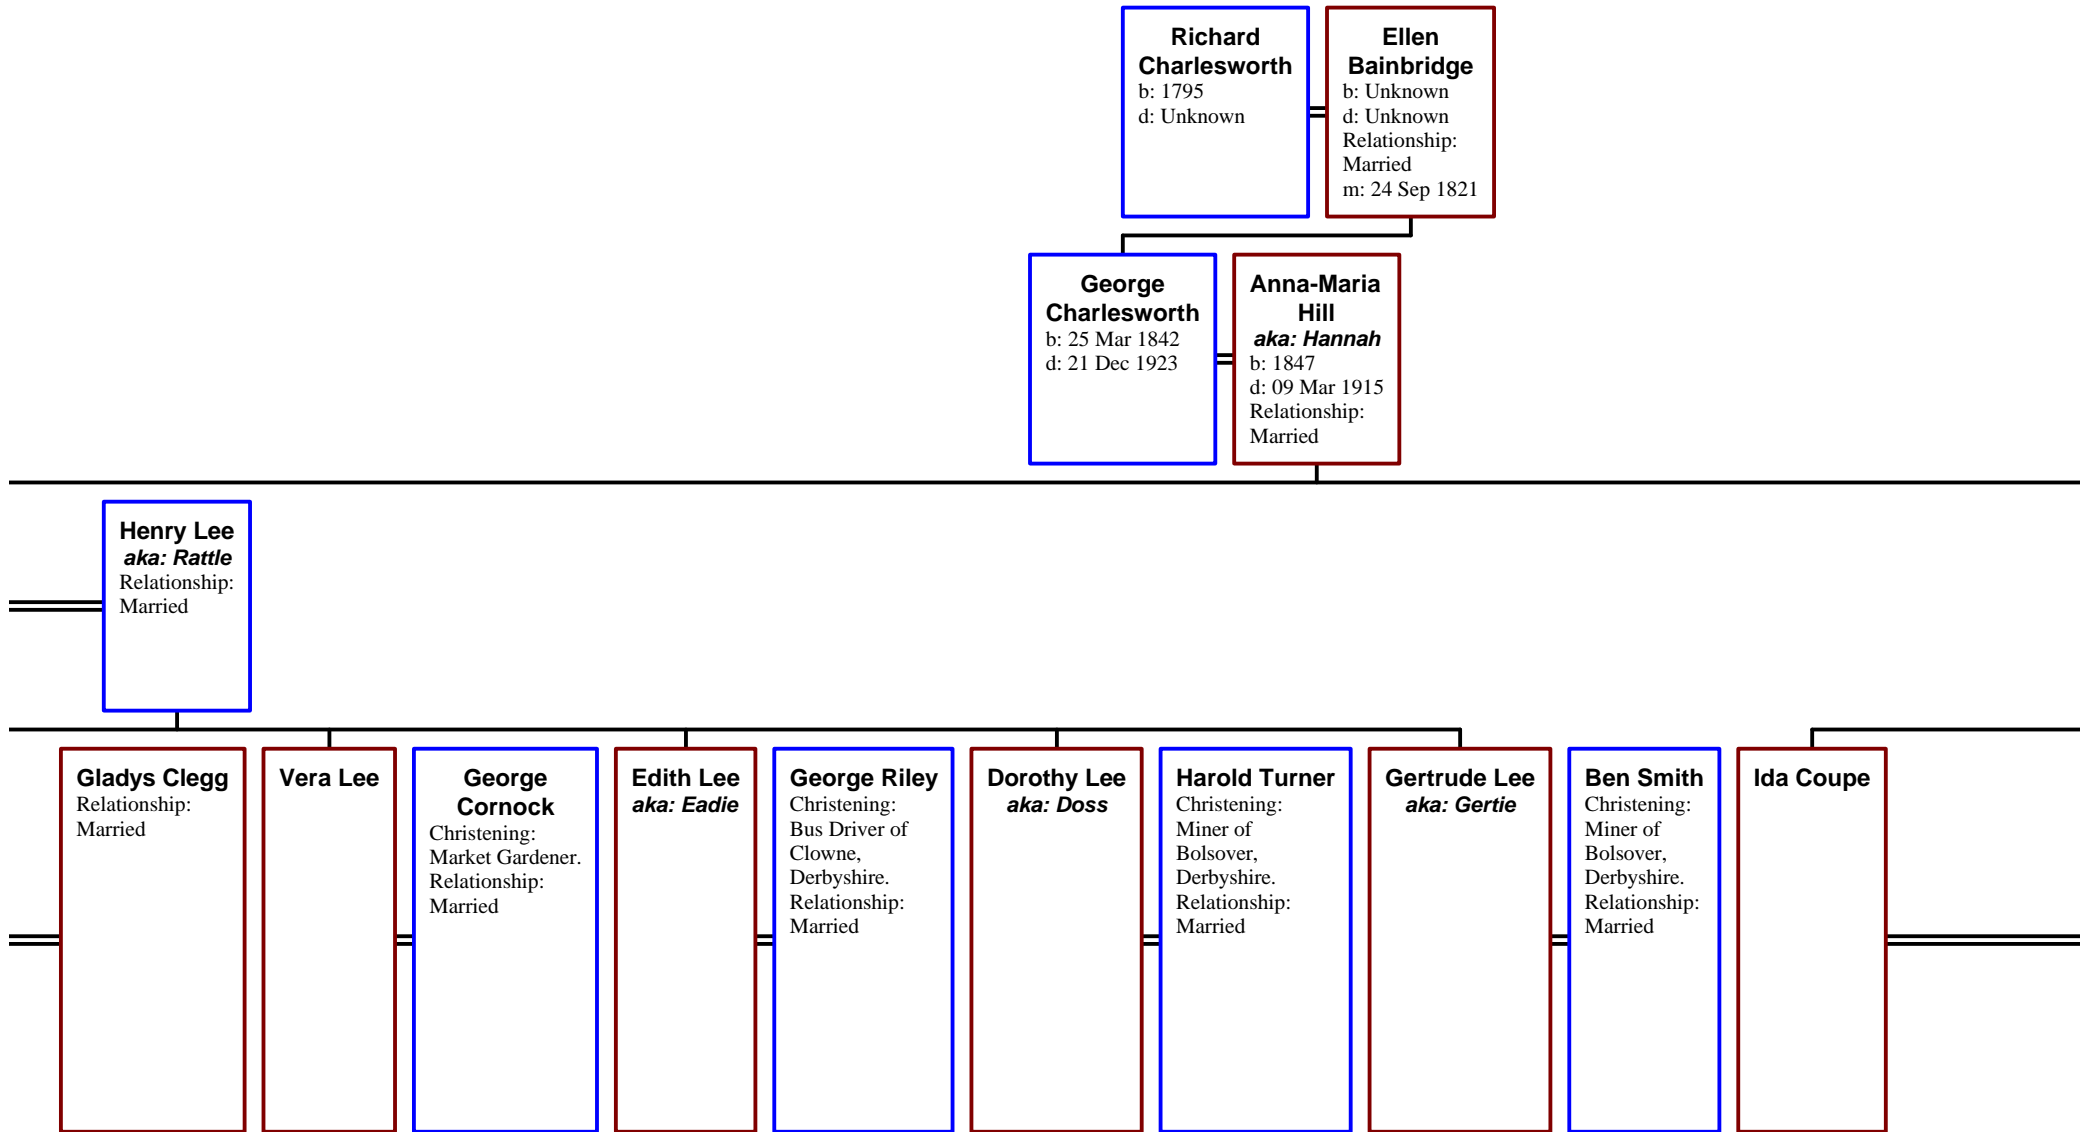 Richard
Charlesworth
b: 1795
d: Unknown
Ellen
Bainbridge
b: Unknown
d: Unknown
Relationship:
Married
m: 24 Sep 1821
George
Charlesworth
b: 25 Mar 1842
d: 21 Dec 1923
Anna-Maria
Hill
aka: Hannah
b: 1847
d: 09 Mar 1915
Relationship:
Married
Henry Lee
aka: Rattle
Relationship:
Married
Gladys Clegg
Relationship:
Married
Vera Lee
George
Cornock
Christening:
Market Gardener.
Relationship:
Married
Edith Lee
aka: Eadie
George Riley
Christening:
Bus Driver of
Clowne,
Derbyshire.
Relationship:
Married
Dorothy Lee
aka: Doss
Harold Turner
Christening:
Miner of
Bolsover,
Derbyshire.
Relationship:
Married
Gertrude Lee
aka: Gertie
Ben Smith
Christening:
Miner of
Bolsover,
Derbyshire.
Relationship:
Married
Ida Coupe